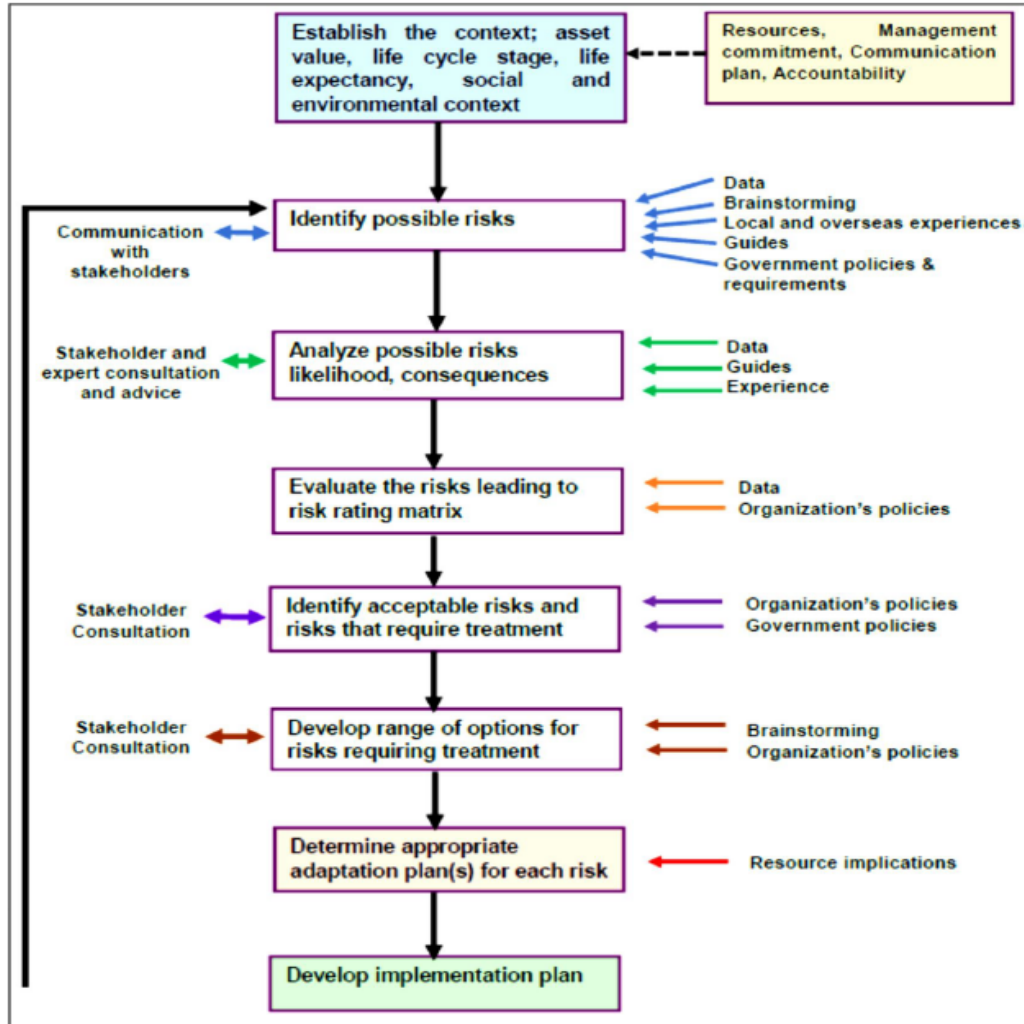 Establish the context; asset
value, life cycle stage, life
expectancy, social and
environmental context
Resources, Management
commitment, Communication
plan, Accountability
Identify possible risks
Communication
with
stakeholders
Data
Brainstorming
Local and overseas experiences
Guides
Government policies &
requirements
Analyze possible risks
likelihood, consequences
Stakeholder and
expert consultation
and advice
Data
Guides
Experience
Evaluate the risks leading to
risk rating matrix
Data
Organization's policies
Identify acceptable risks and
risks that require treatment
Stakeholder
Consultation
Organization's policies
Government policies
Develop range of options for
risks requiring treatment
Stakeholder
Consultation
Brainstorming
Organization's policies
Determine appropriate
adaptation plan(s) for each risk
Resource implications
Develop implementation plan